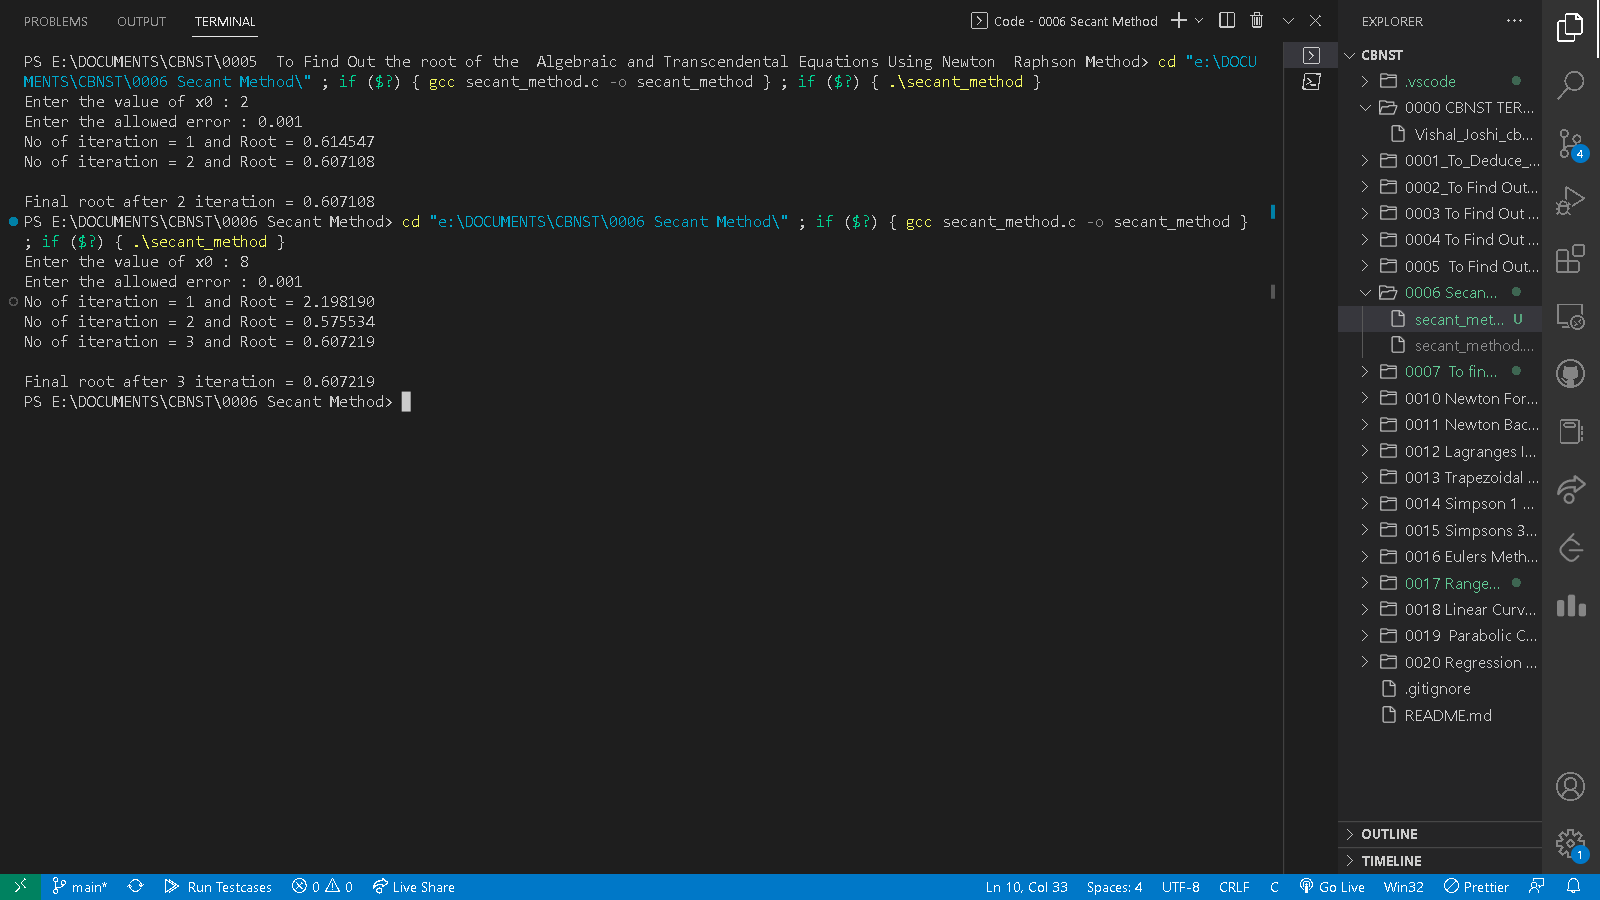 PROBLEMS OUTPUT TERMINAL
Code - 0006 Secant Method
PS E:\DOCUMENTS\CBNST\0005  To Find Out the root of the  Algebraic and Transcendental Equations Using Newton  Raphson Method> cd "e:\DOCU
MENTS\CBNST\0006 Secant Method\" ; if ($?) { gcc secant_method.c -o secant_method } ; if ($?) { .\secant_method }
Enter the value of x0 : 2
Enter the allowed error : 0.001
No of iteration = 1 and Root = 0.614547
No of iteration = 2 and Root = 0.607108
Final root after 2 iteration = 0.607108
PS E:\DOCUMENTS\CBNST\0006 Secant Method> cd "e:\DOCUMENTS\CBNST\0006 Secant Method\" ; if ($?) { gcc secant_method.c -o secant_method }
; if ($?) { .\secant_method }
Enter the value of x0 : 8
Enter the allowed error : 0.001
No of iteration = 1 and Root = 2.198190
No of iteration = 2 and Root = 0.575534
No of iteration = 3 and Root = 0.607219
Final root after 3 iteration = 0.607219
PS E:\DOCUMENTS\CBNST\0006 Secant Method>
EXPLORER ...
CBNST
.vscode
0000 CBNST TER...
Vishal_Joshi_cb...
0001_To_Deduce_...
0002_To Find Out...
0003 To Find Out ...
0004 To Find Out ...
0005  To Find Out...
0006 Secan...
secant_met... U
secant_method....
0007  To fin...
0010 Newton For...
0011 Newton Bac...
0012 Lagranges I...
0013 Trapezoidal ...
0014 Simpson 1 ...
0015 Simpsons 3...
0016 Eulers Meth...
0017 Range...
0018 Linear Curv...
0019  Parabolic C...
0020 Regression ...
.gitignore
README.md
OUTLINE
TIMELINE
4
1
main* Run Testcases 0 0 Live Share Ln 10, Col 33 Spaces: 4 UTF-8 CRLF C Go Live Win32 Prettier